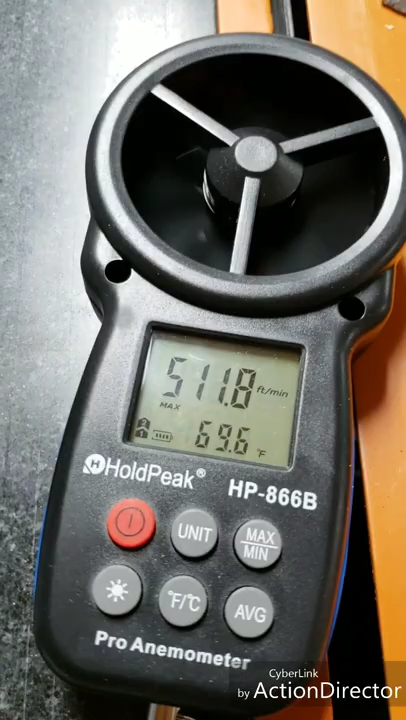 511.8 ft/min
MAX
69.6 °F
HoldPeak®
HP-866B
UNIT
MAX
MIN
°F/°C
AVG
Pro Anemometer
CyberLink
by ActionDirector